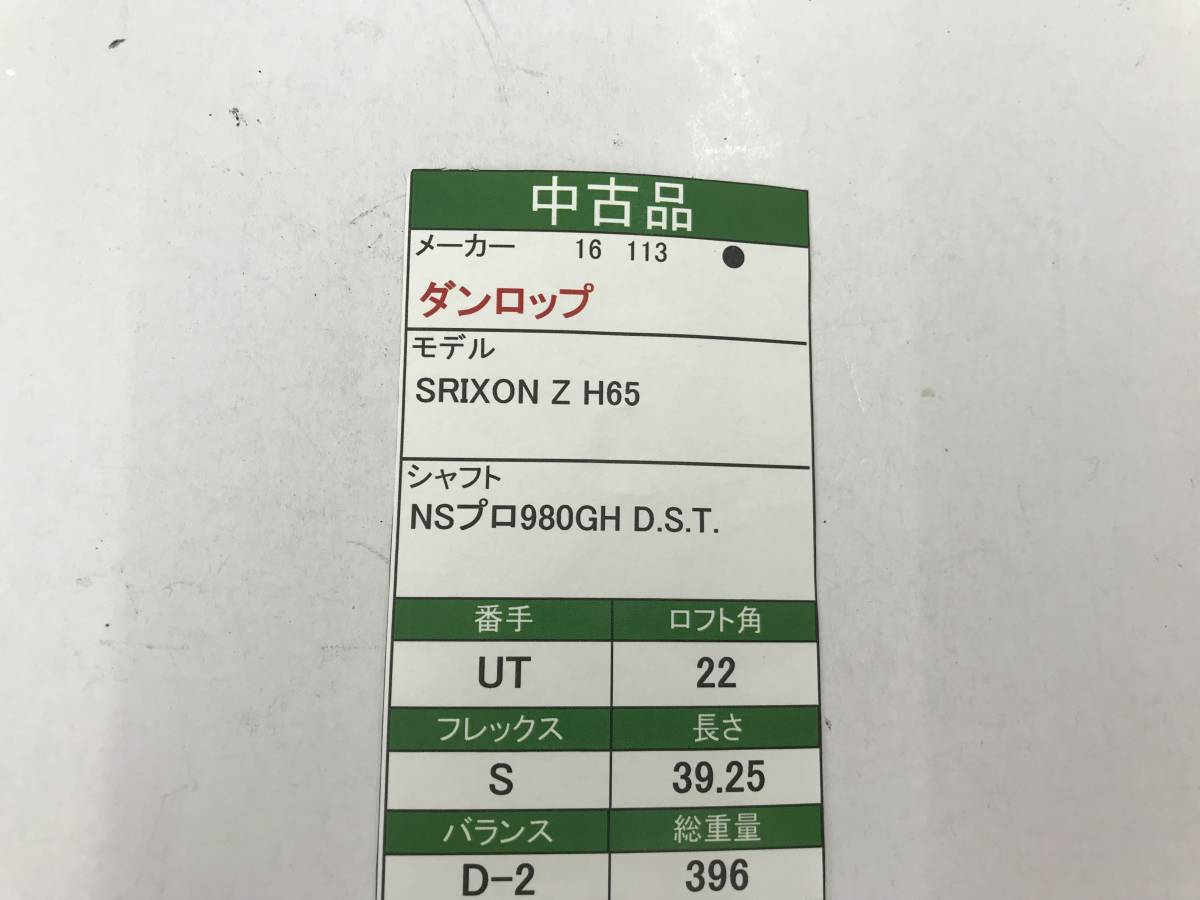 中古品
メーカー 16 113 ●
ダンロップ
モデル
SRIXON Z H65
シャフト
NSプロ980GH D.S.T.
番手 ロフト角
UT 22
フレックス 長さ
S 39.25
バランス 総重量
D-2 396